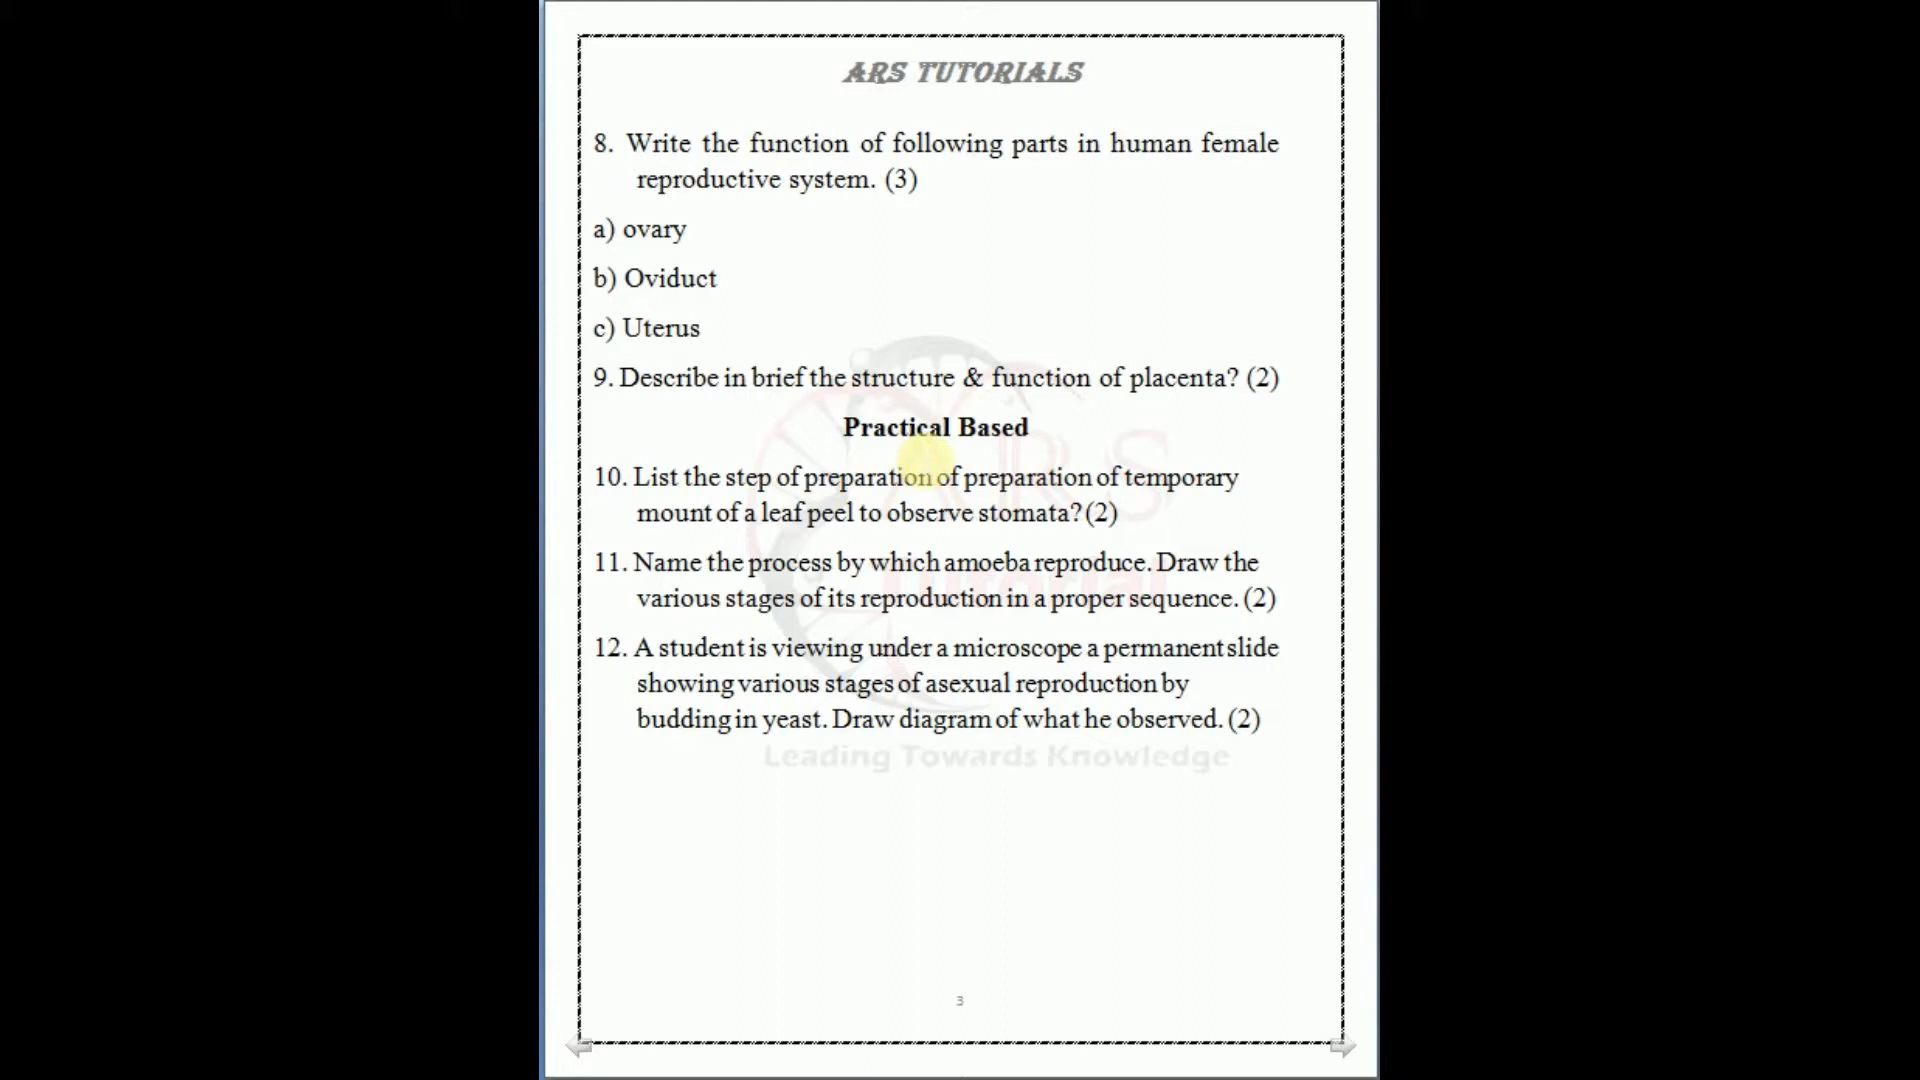 ARS TUTORIALS
8. Write the function of following parts in human female
reproductive system. (3)
a) ovary
b) Oviduct
c) Uterus
9. Describe in brief the structure & function of placenta? (2)
Practical Based
10. List the step of preparation of preparation of temporary
mount of a leaf peel to observe stomata? (2)
11. Name the process by which amoeba reproduce. Draw the
various stages of its reproduction in a proper sequence. (2)
12. A student is viewing under a microscope a permanent slide
showing various stages of asexual reproduction by
budding in yeast. Draw diagram of what he observed. (2)
ARS
Tutorial
Leading Towards Knowledge
3